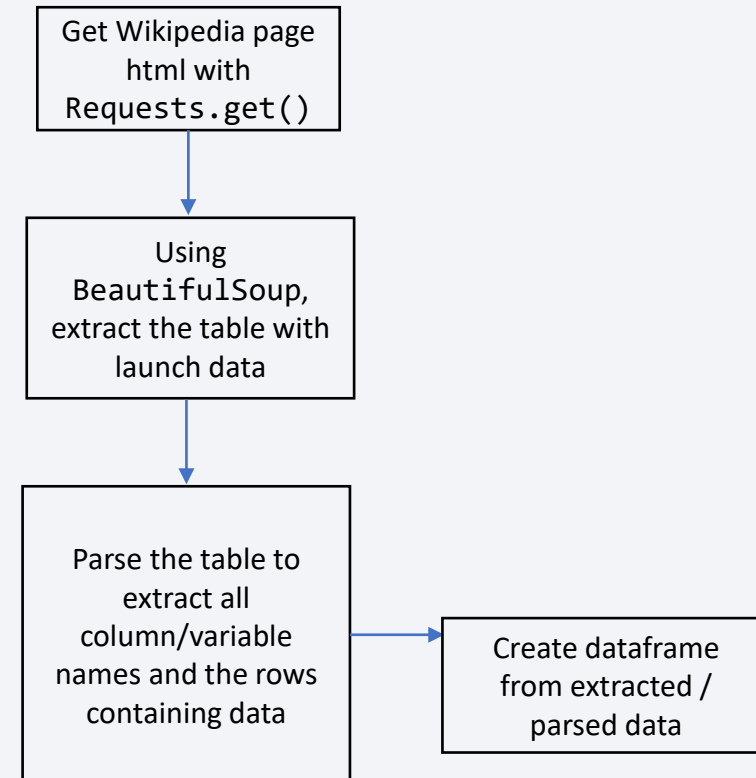 Get Wikipedia page
html with
Requests.get()
Using
BeautifulSoup,
extract the table with
launch data
Parse the table to
extract all
column/variable
names and the rows
containing data
Create dataframe
from extracted /
parsed data